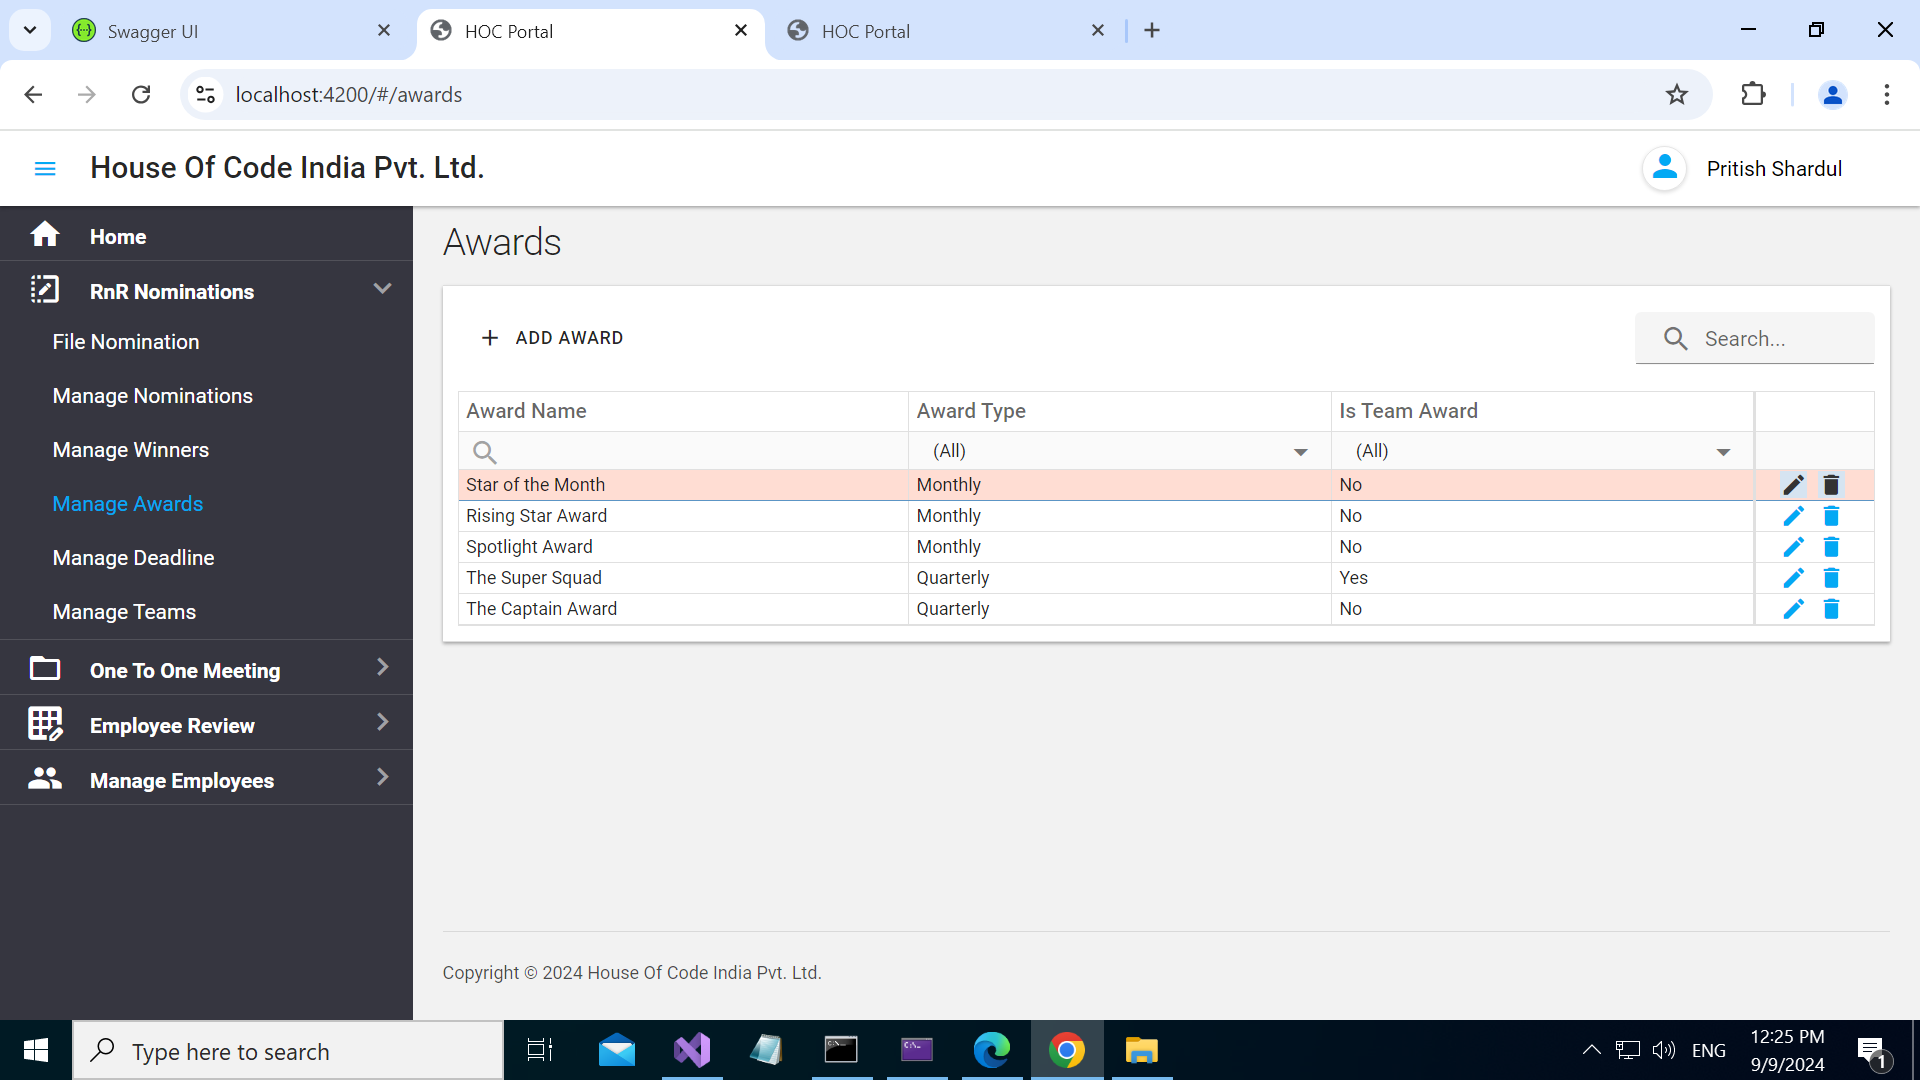 Swagger UI
HOC Portal
HOC Portal
localhost:4200/#/awards
House Of Code India Pvt. Ltd.
Pritish Shardul
Home
RnR Nominations
File Nomination
Manage Nominations
Manage Winners
Manage Awards
Manage Deadline
Manage Teams
One To One Meeting
Employee Review
Manage Employees
Awards
ADD AWARD
Search...
Award Name Award Type Is Team Award
(All) (All)
Star of the Month Monthly No
Rising Star Award Monthly No
Spotlight Award Monthly No
The Super Squad Quarterly Yes
The Captain Award Quarterly No
Copyright © 2024 House Of Code India Pvt. Ltd.
Type here to search
ENG
12:25 PM
9/9/2024
1